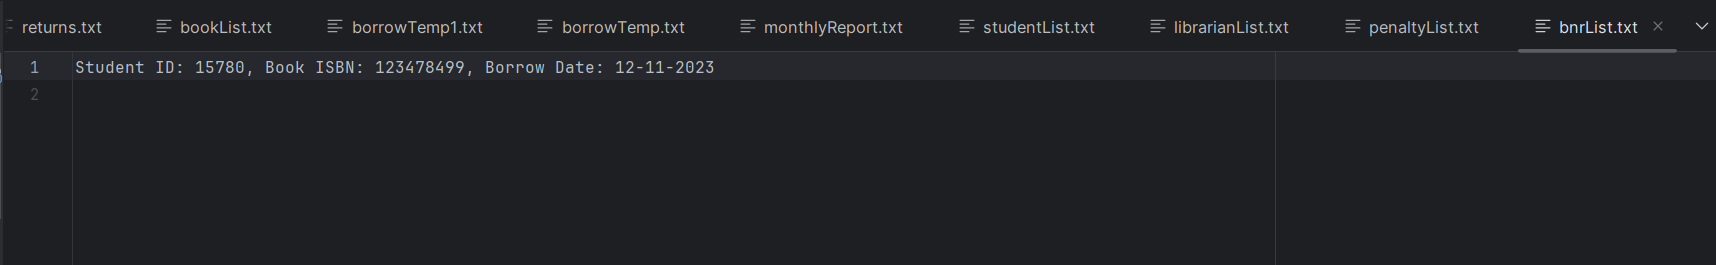 returns.txt bookList.txt borrowTemp1.txt borrowTemp.txt monthlyReport.txt studentList.txt librarianList.txt penaltyList.txt bnrList.txt
1 Student ID: 15780, Book ISBN: 123478499, Borrow Date: 12-11-2023
2